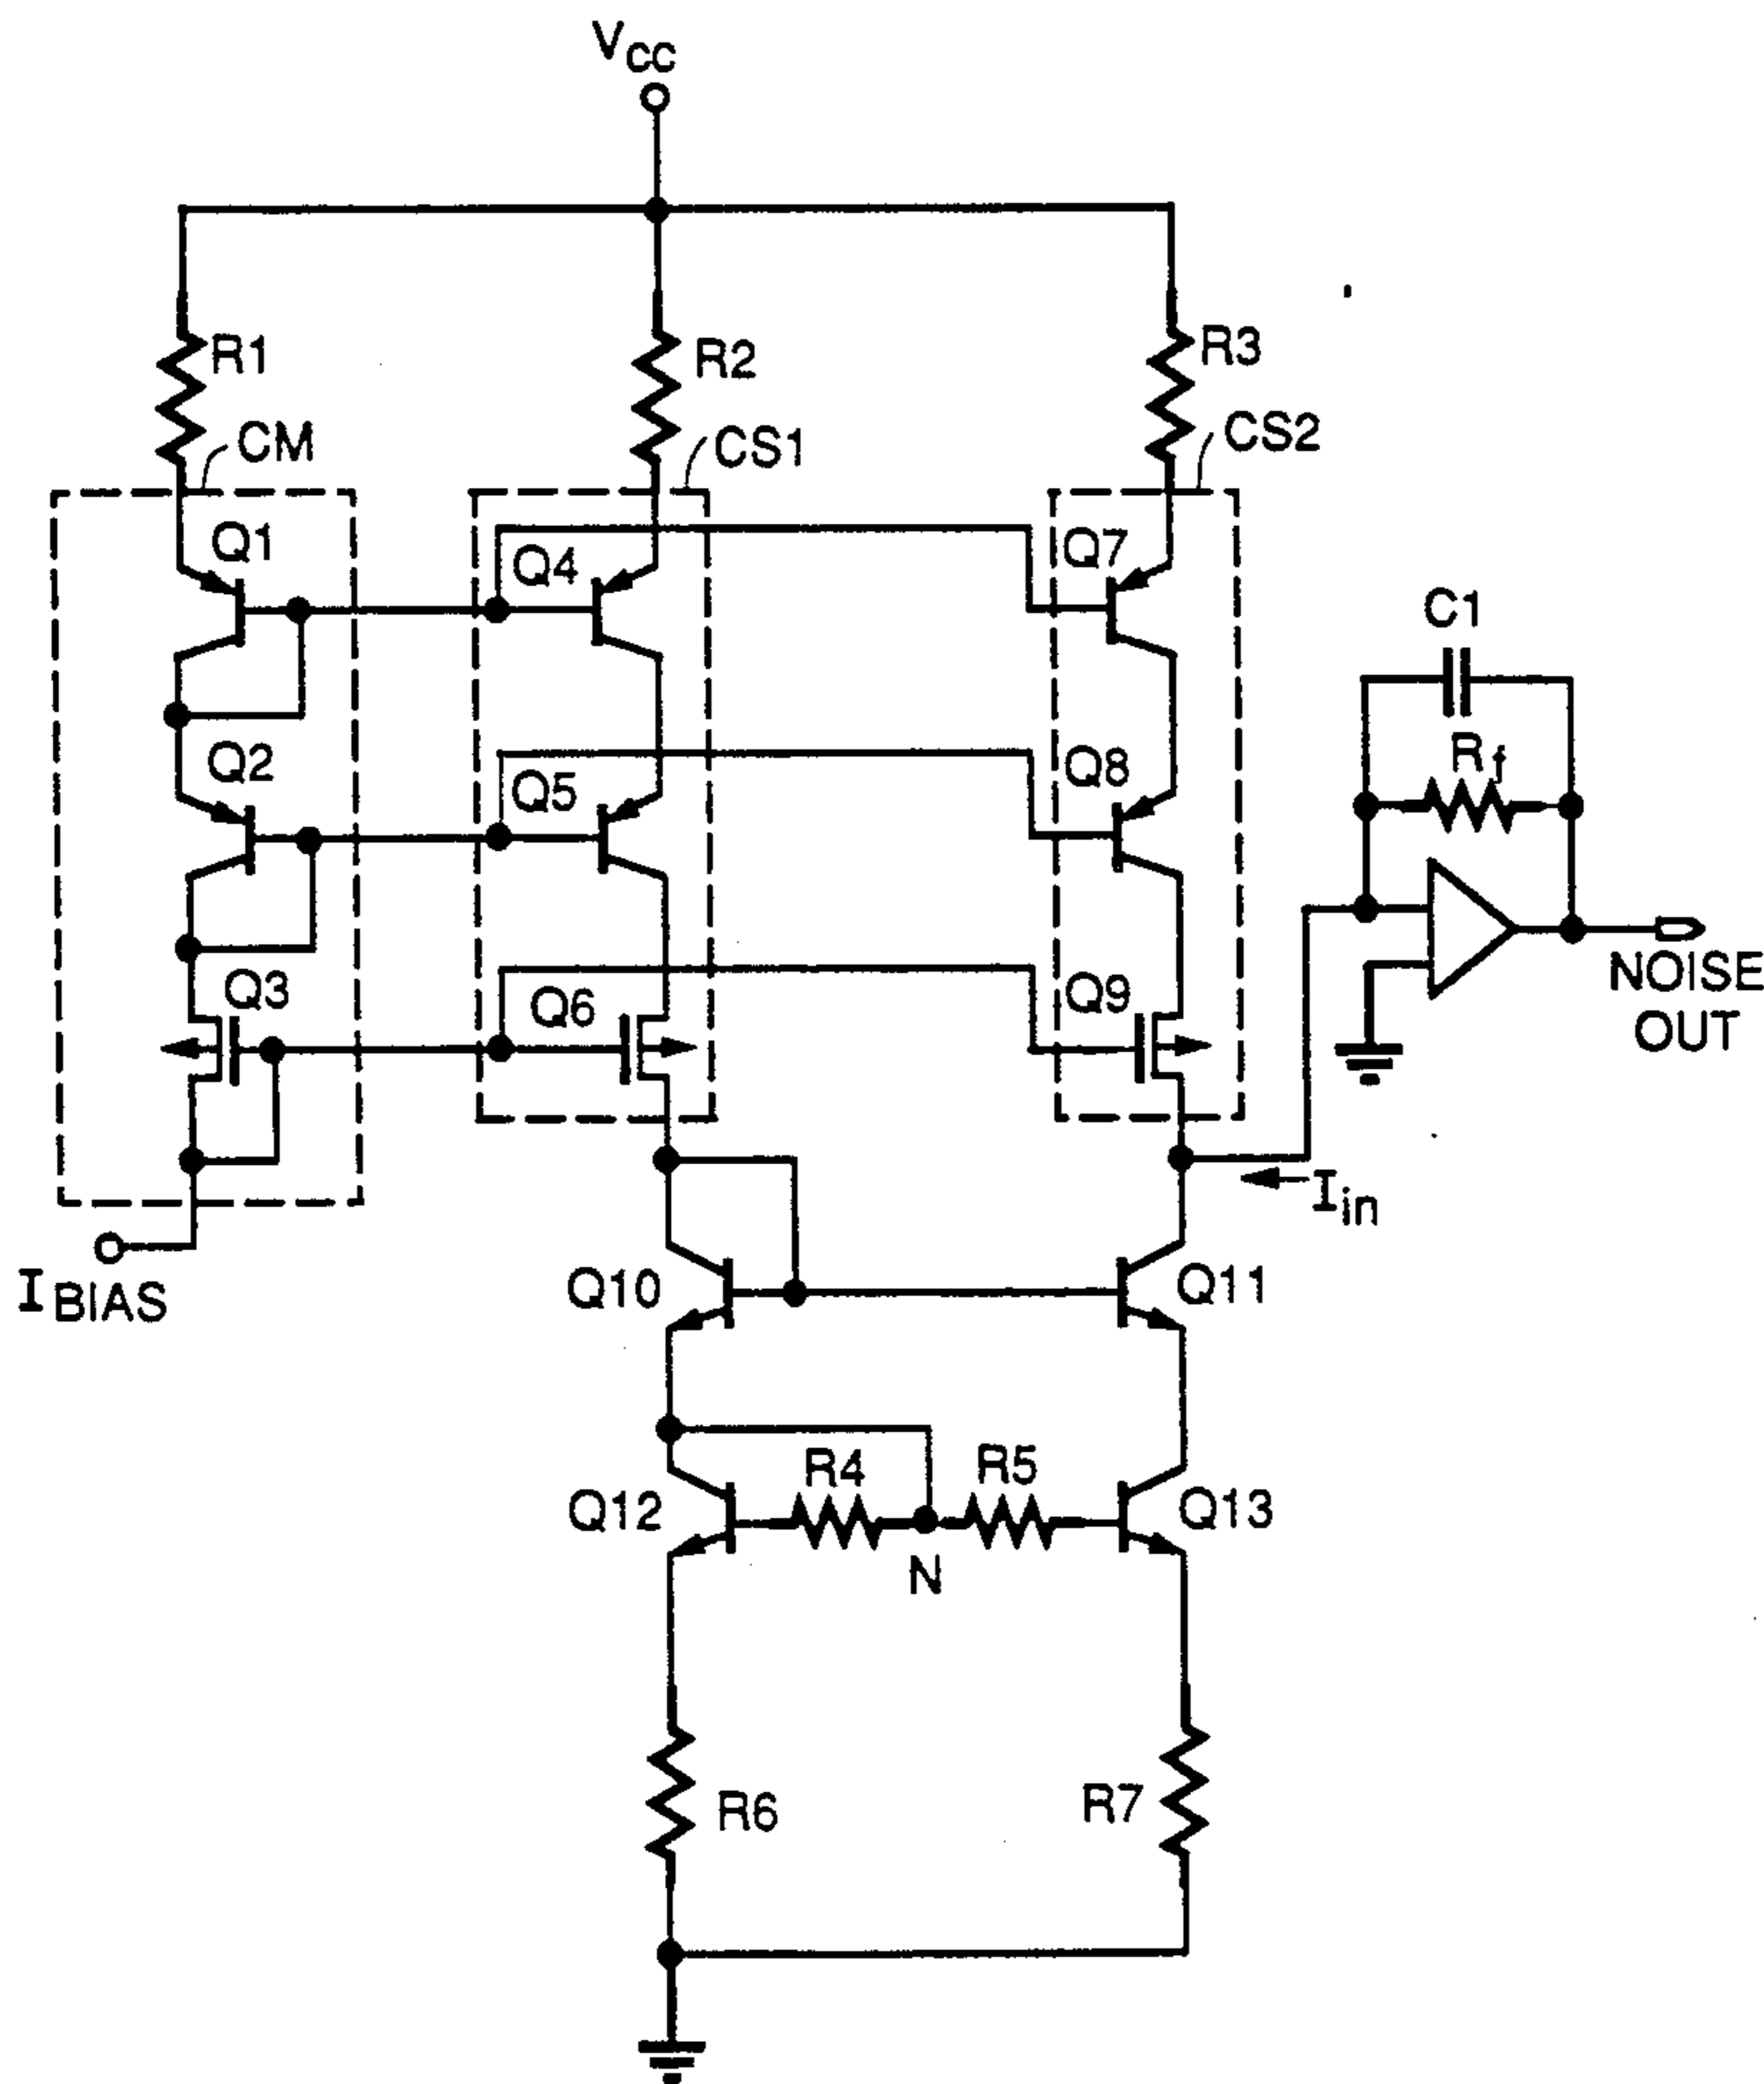 VCC
R1
R2
R3
CM
CS1
CS2
Q1
Q4
Q7
C1
Q2
Q5
Q8
Rf
Q3
Q6
Q9
NOISE
OUT
Iin
IBIAS
Q10
Q11
R4
R5
Q12
Q13
N
R6
R7